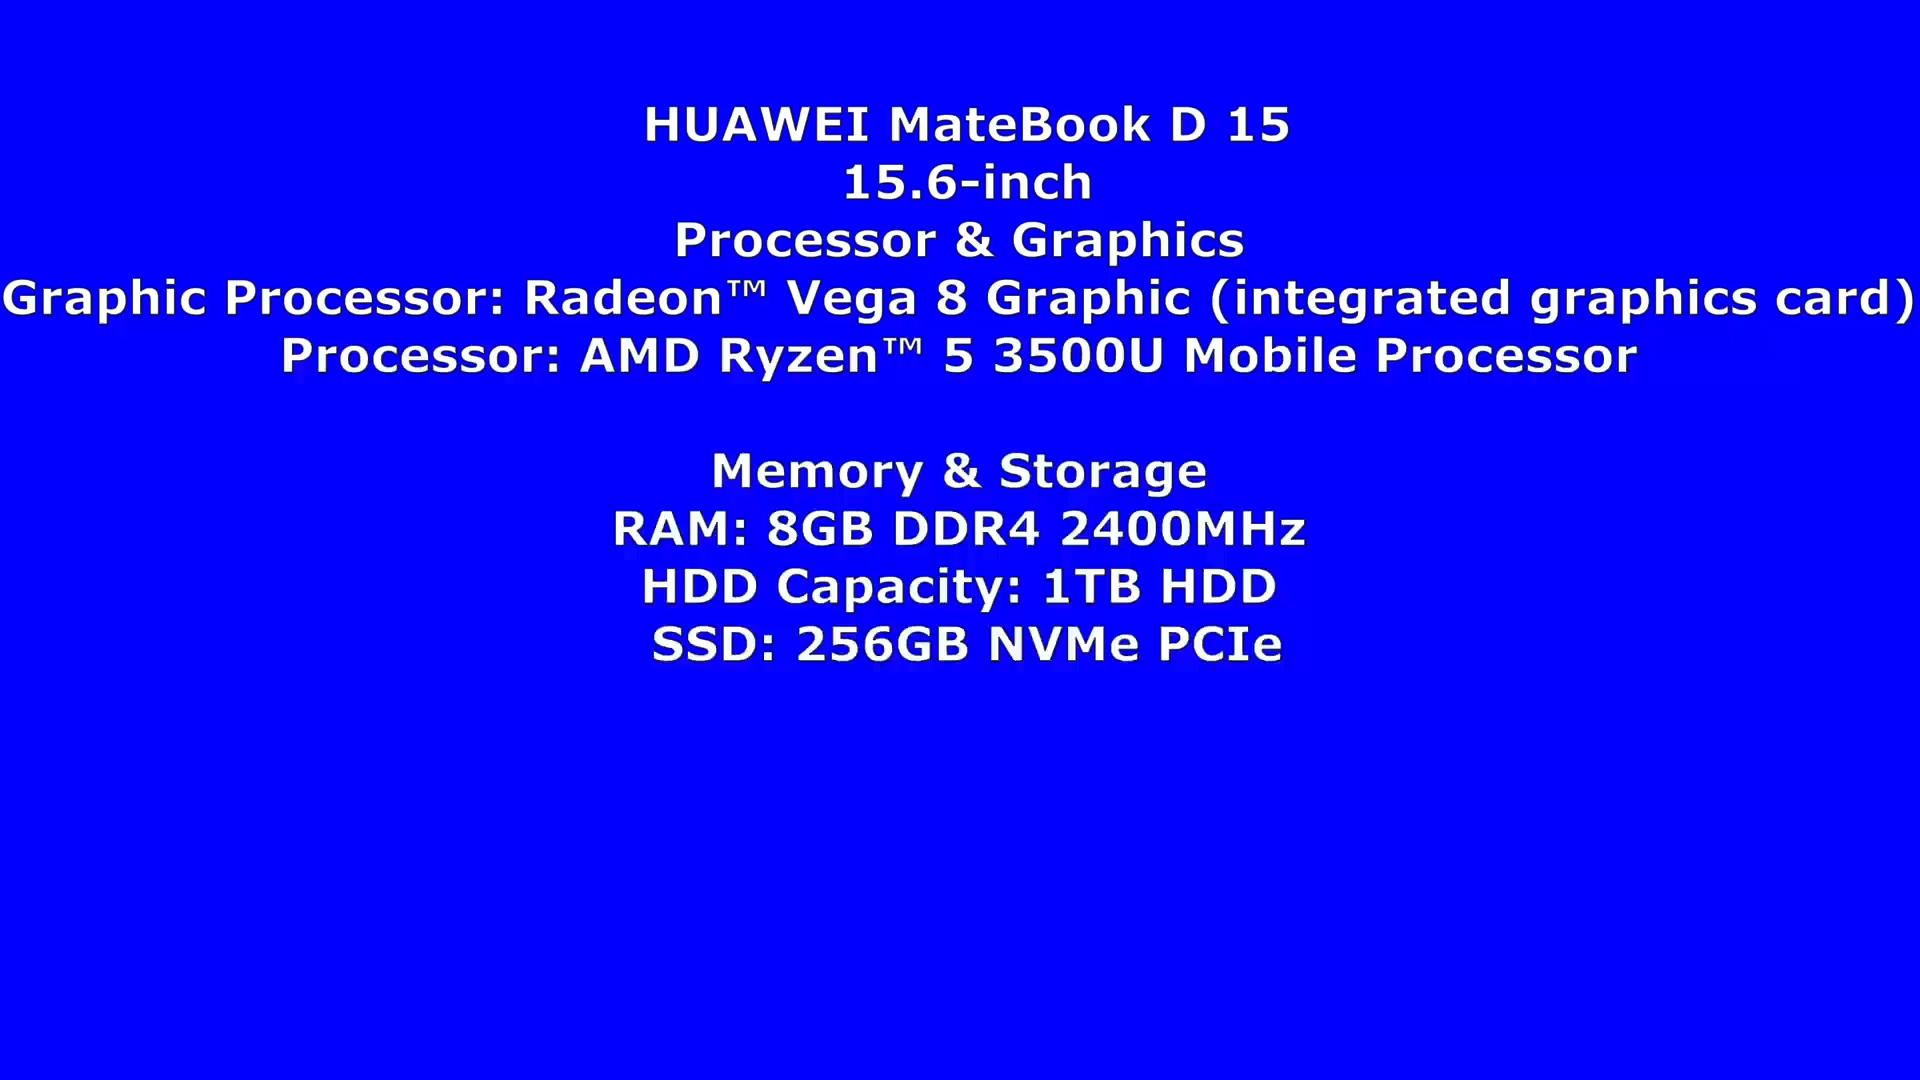 HUAWEI MateBook D 15
15.6-inch
Processor & Graphics
Graphic Processor: Radeon™ Vega 8 Graphic (integrated graphics card)
Processor: AMD Ryzen™ 5 3500U Mobile Processor
Memory & Storage
RAM: 8GB DDR4 2400MHz
HDD Capacity: 1TB HDD
SSD: 256GB NVMe PCIe